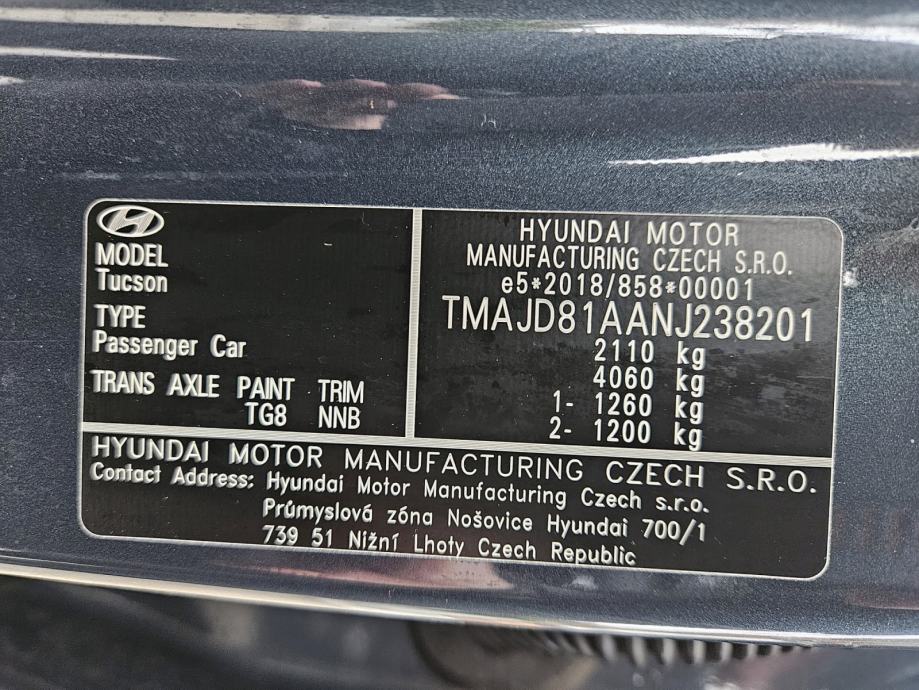 MODEL
Tucson
TYPE
Passenger Car
TRANS AXLE PAINT TRIM
TG8 NNB
HYUNDAI MOTOR
MANUFACTURING CZECH S.R.O.
e5*2018/858*00001
TMAJD81AANJ238201
2110 kg
4060 kg
1- 1260 kg
2- 1200 kg
HYUNDAI MOTOR MANUFACTURING CZECH S.R.O.
Contact Address: Hyundai Motor Manufacturing Czech s.r.o.
Průmyslová zóna Nošovice Hyundai 700/1
739 51 Nižní Lhoty Czech Republic